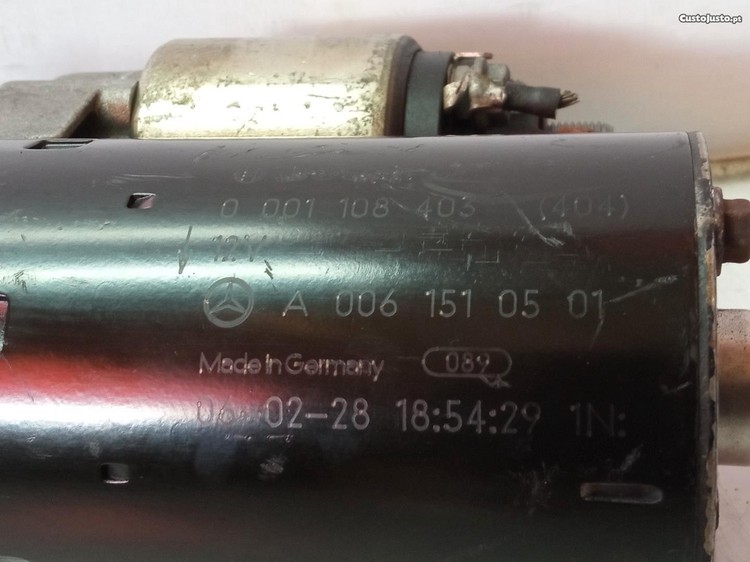 CustoJusto.pt
0 001 108 403 (404)
12V
A 006 151 05 01
Made in Germany 089
06-02-28 18:54:29 1N: